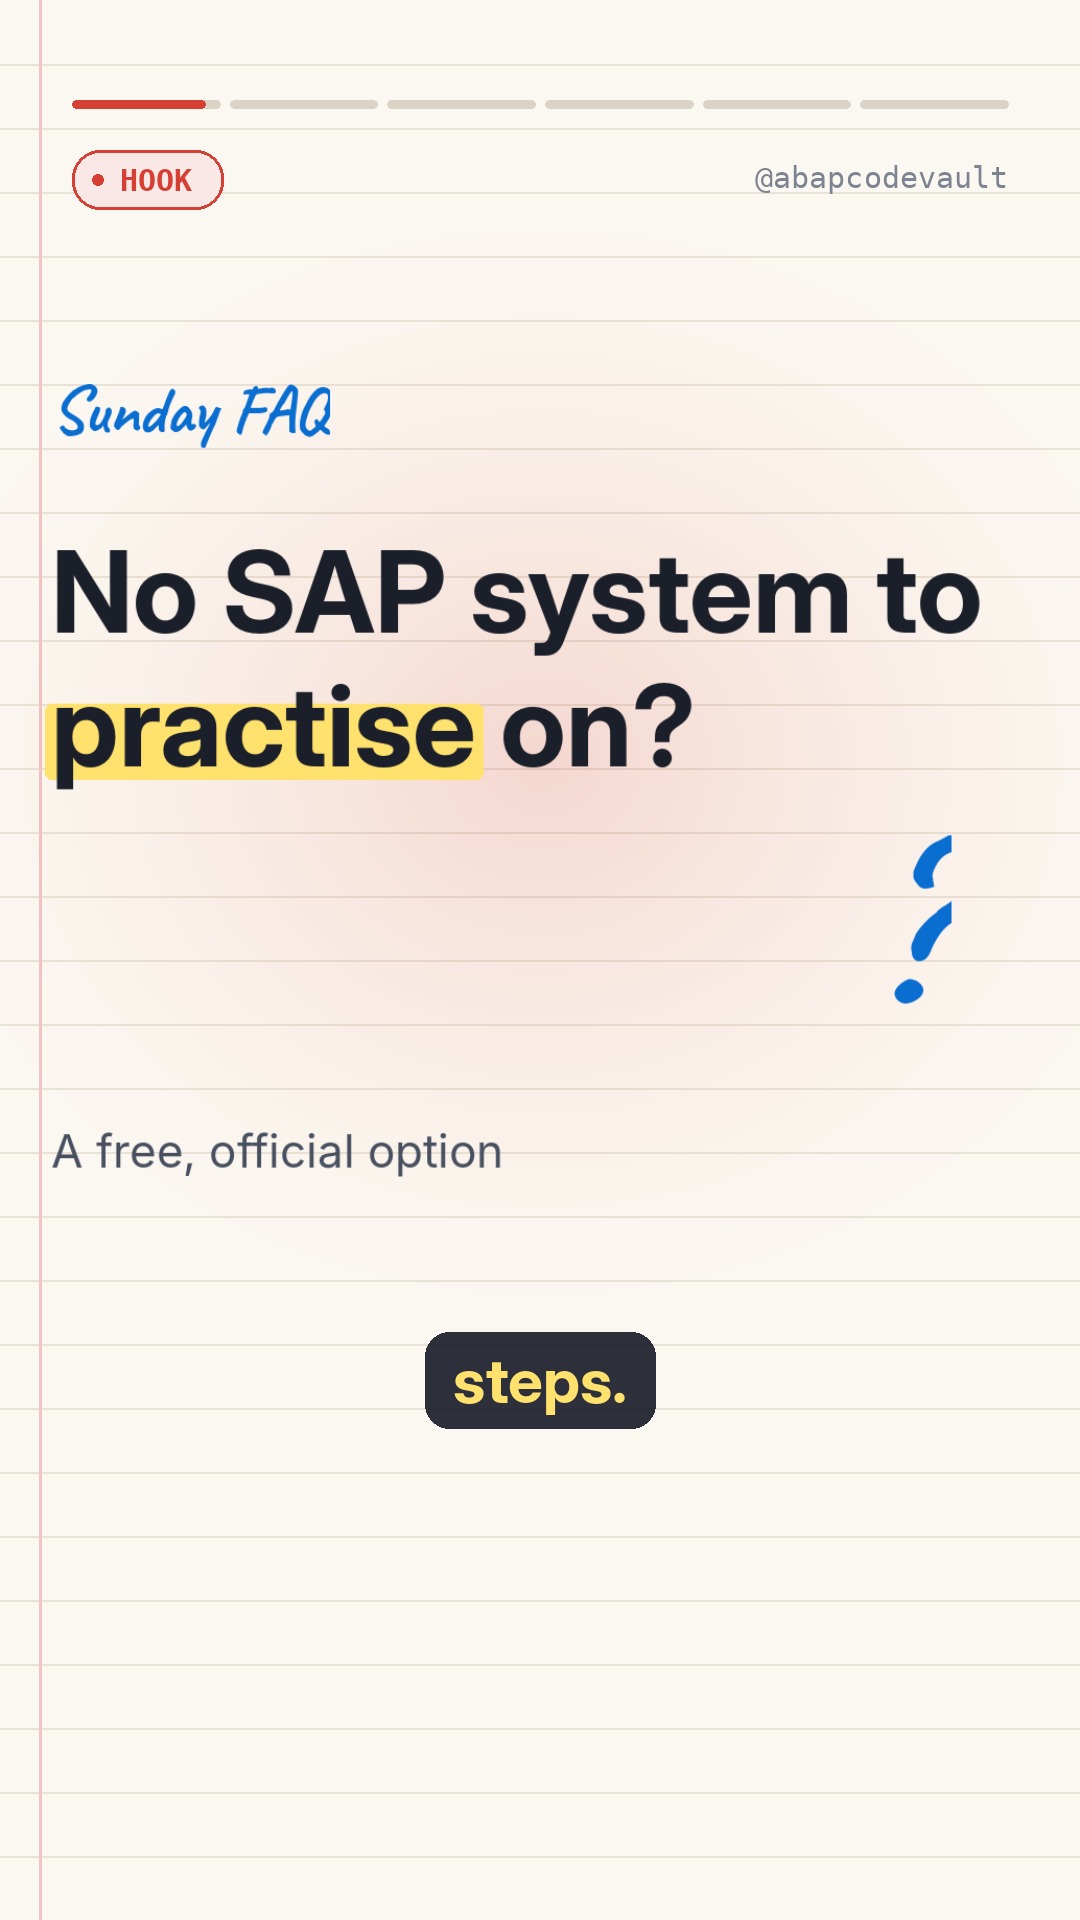 HOOK
@abapcodevault
Sunday FAQ
No SAP system to
practise on?
?
A free, official option
steps.